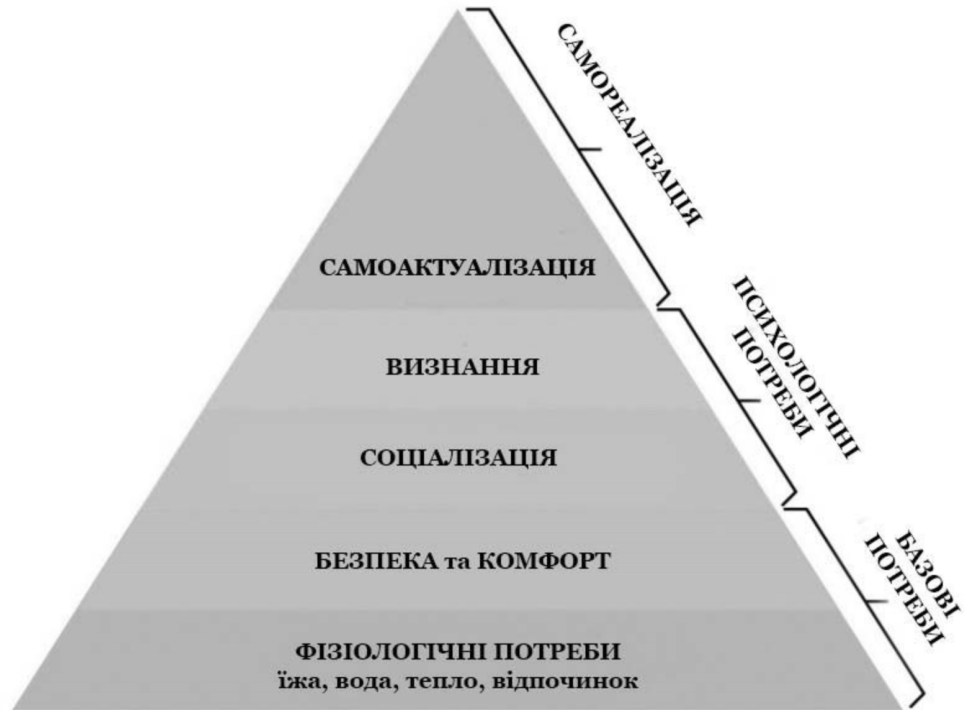 САМОРЕАЛІЗАЦІЯ
САМОАКТУАЛІЗАЦІЯ
ПСИХОЛОГІЧНІ
ПОТРЕБИ
ВИЗНАННЯ
СОЦІАЛІЗАЦІЯ
БАЗОВІ
ПОТРЕБИ
БЕЗПЕКА та КОМФОРТ
ФІЗІОЛОГІЧНІ ПОТРЕБИ
їжа, вода, тепло, відпочинок